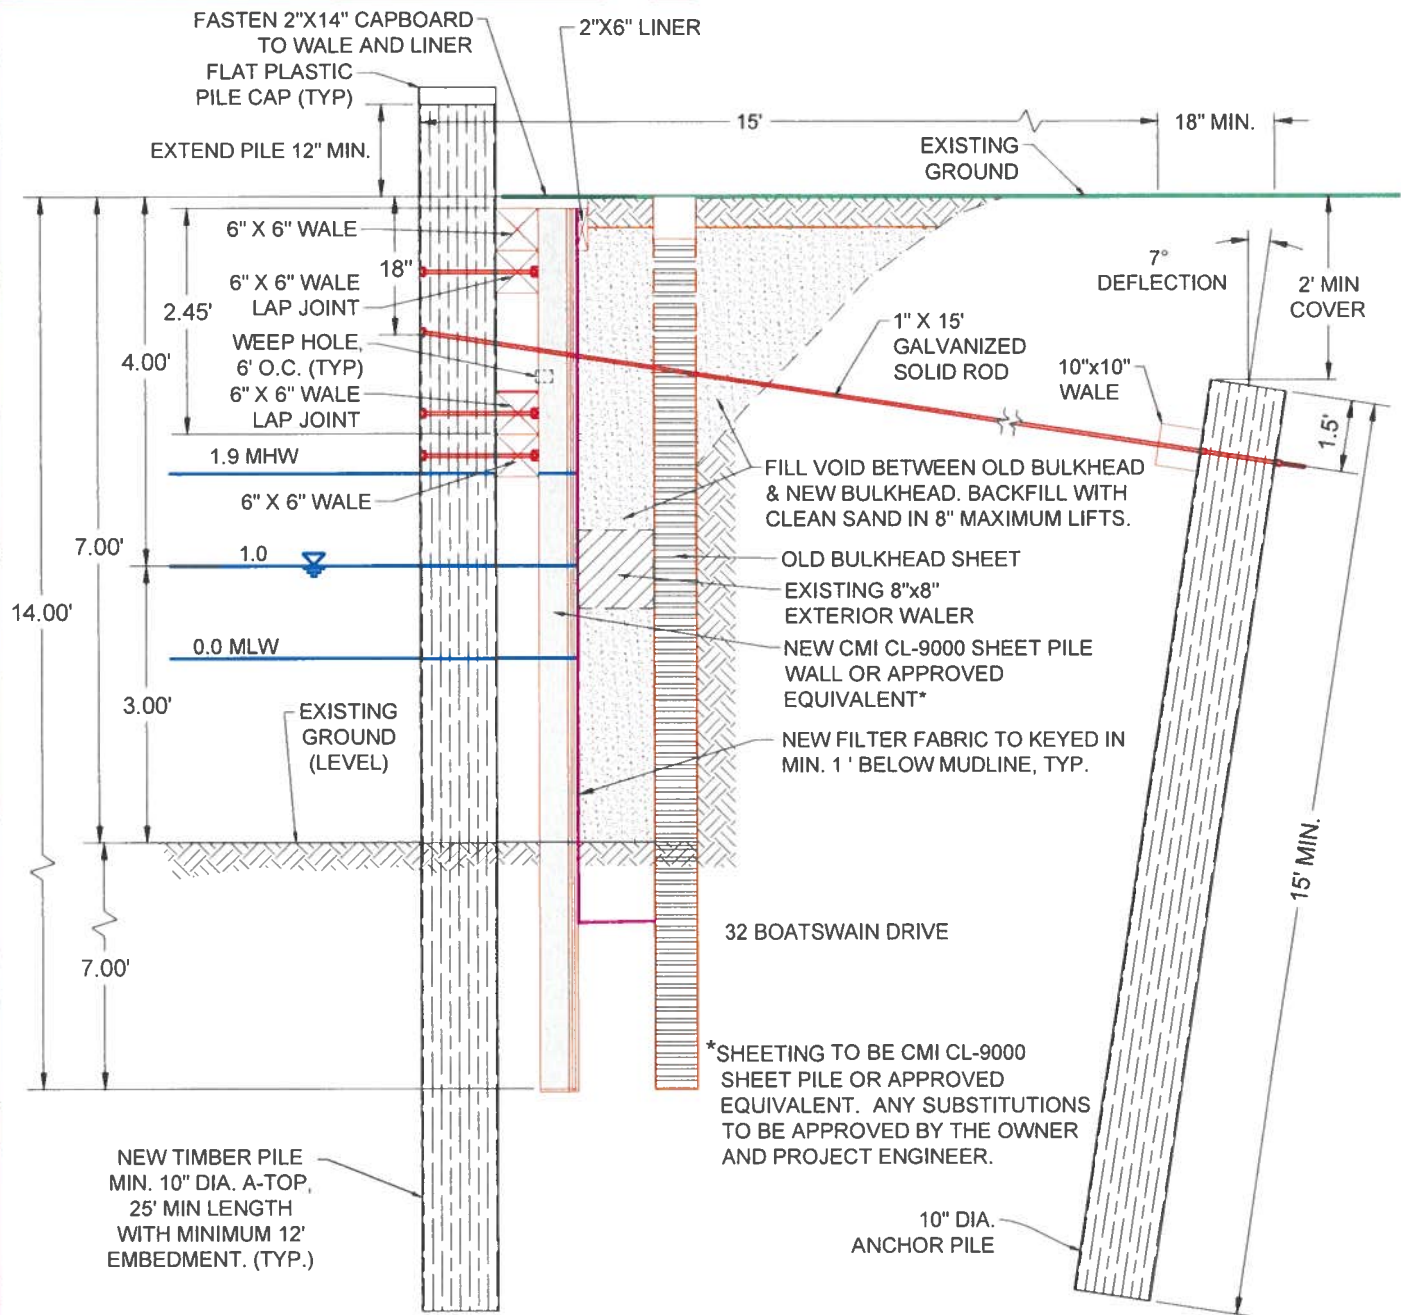 FASTEN 2"X14" CAPBOARD
TO WALE AND LINER
2"X6" LINER
FLAT PLASTIC
PILE CAP (TYP)
15'
18" MIN.
EXTEND PILE 12" MIN.
EXISTING
GROUND
6" X 6" WALE
18"
6" X 6" WALE
LAP JOINT
2.45'
7°
DEFLECTION
2' MIN
COVER
WEEP HOLE,
6' O.C. (TYP)
4.00'
1" X 15'
GALVANIZED
SOLID ROD
10"x10"
WALE
6" X 6" WALE
LAP JOINT
1.5'
1.9 MHW
6" X 6" WALE
FILL VOID BETWEEN OLD BULKHEAD
& NEW BULKHEAD. BACKFILL WITH
CLEAN SAND IN 8" MAXIMUM LIFTS.
7.00'
1.0
OLD BULKHEAD SHEET
EXISTING 8"x8"
EXTERIOR WALER
14.00'
0.0 MLW
NEW CMI CL-9000 SHEET PILE
WALL OR APPROVED
EQUIVALENT*
3.00'
EXISTING
GROUND
(LEVEL)
NEW FILTER FABRIC TO KEYED IN
MIN. 1 ' BELOW MUDLINE, TYP.
15' MIN.
32 BOATSWAIN DRIVE
7.00'
*SHEETING TO BE CMI CL-9000
SHEET PILE OR APPROVED
EQUIVALENT. ANY SUBSTITUTIONS
TO BE APPROVED BY THE OWNER
AND PROJECT ENGINEER.
NEW TIMBER PILE
MIN. 10" DIA. A-TOP,
25' MIN LENGTH
WITH MINIMUM 12'
EMBEDMENT. (TYP.)
10" DIA.
ANCHOR PILE